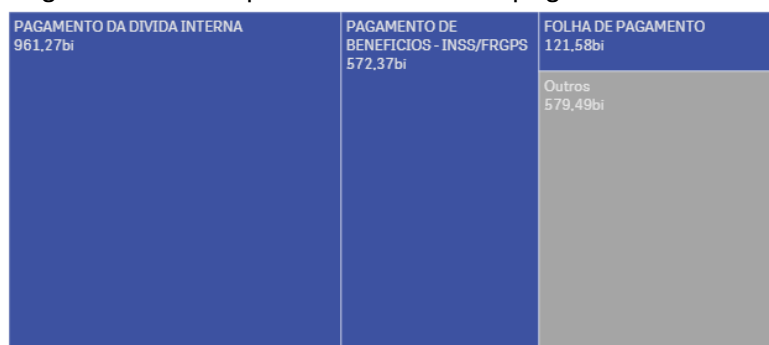 PAGAMENTO DA DIVIDA INTERNA
961,27bi
PAGAMENTO DE
BENEFICIOS - INSS/FRGPS
572,37bi
FOLHA DE PAGAMENTO
121,58bi
Outros
579,49bi